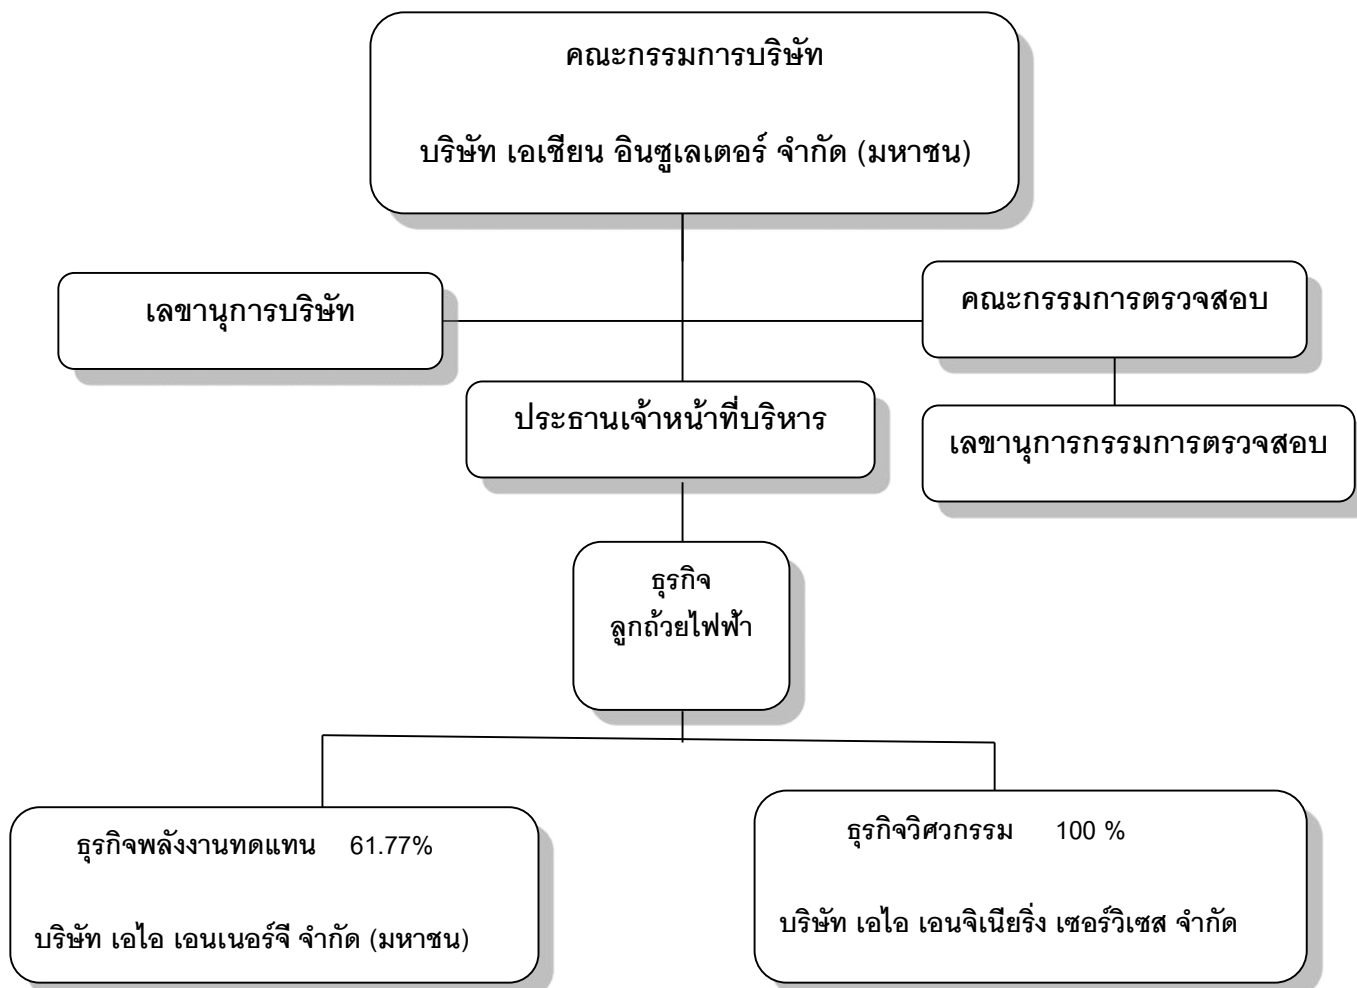 คณะกรรมการบริษัท
บริษัท เอเชียน อินซูเลเตอร์ จำกัด (มหาชน)
เลขานุการบริษัท
คณะกรรมการตรวจสอบ
ประธานเจ้าหน้าที่บริหาร
เลขานุการกรรมการตรวจสอบ
ธุรกิจ
ลูกถ้วยไฟฟ้า
ธุรกิจพลังงานทดแทน 61.77%
บริษัท เอไอ เอนเนอร์จี จำกัด (มหาชน)
ธุรกิจวิศวกรรม 100 %
บริษัท เอไอ เอนจิเนียริ่ง เซอร์วิเซส จำกัด